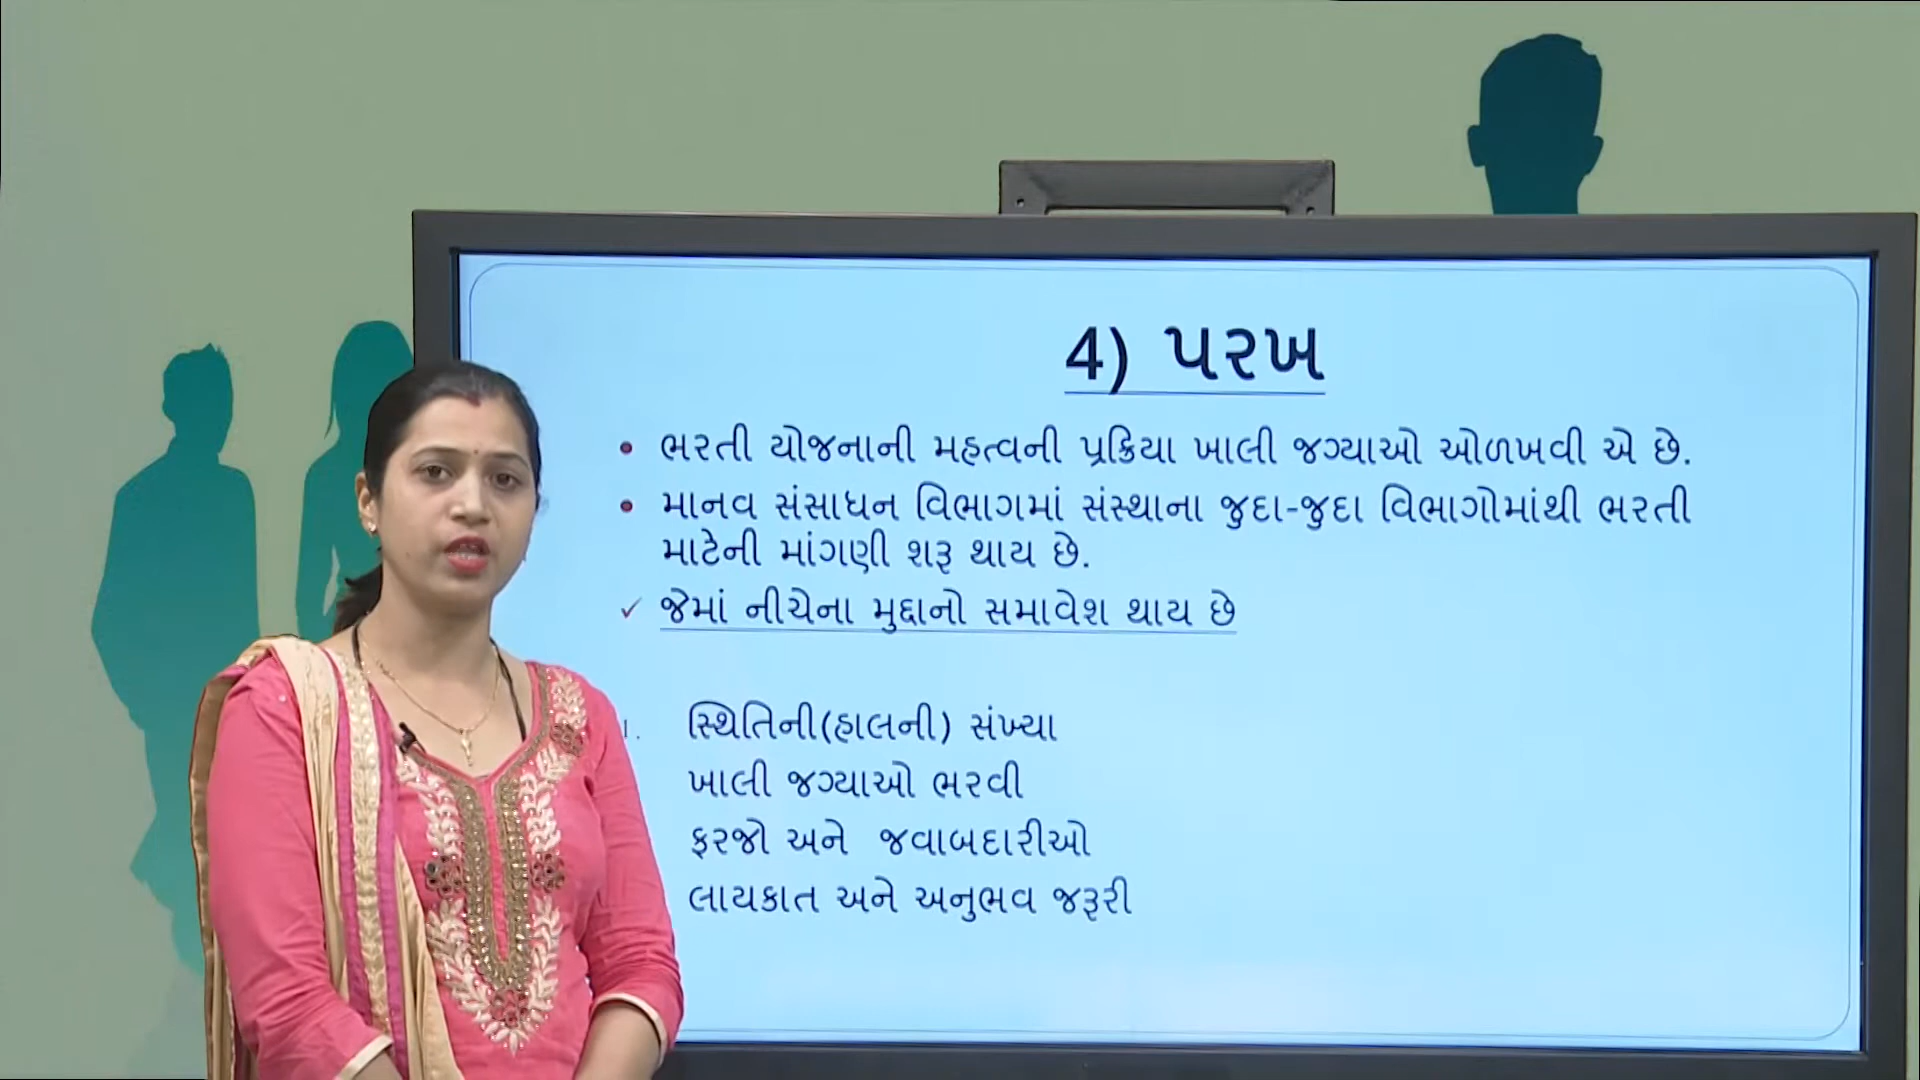 4) પરખ
• ભરતી યોજનાની મહત્વની પ્રક્રિયા ખાલી જગ્યાઓ ઓળખવી એ છે.
• માનવ સંસાધન વિભાગમાં સંસ્થાના જુદા-જુદા વિભાગોમાંથી ભરતી
માટેની માંગણી શરૂ થાય છે.
✓ જેમાં નીચેના મુદ્દાનો સમાવેશ થાય છે
1. સ્થિતિની(હાલની) સંખ્યા
ખાલી જગ્યાઓ ભરવી
ફરજો અને જવાબદારીઓ
લાયકાત અને અનુભવ જરૂરી